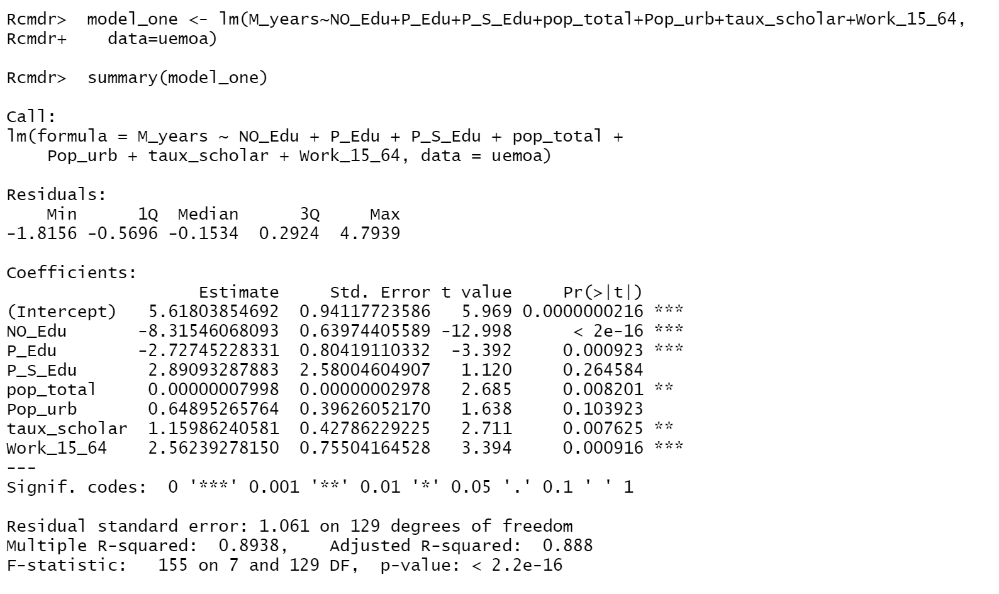 Rcmdr>  model_one <- lm(M_years~NO_Edu+P_Edu+P_S_Edu+pop_total+Pop_urb+taux_scholar+Work_15_64,
Rcmdr+    data=uemoa)
Rcmdr>  summary(model_one)
Call:
lm(formula = M_years ~ NO_Edu + P_Edu + P_S_Edu + pop_total +
    Pop_urb + taux_scholar + Work_15_64, data = uemoa)
Residuals:
    Min      1Q  Median      3Q     Max
-1.8156 -0.5696 -0.1534  0.2924  4.7939
Coefficients:
                   Estimate     Std. Error t value     Pr(>|t|)
(Intercept)   5.61803854692  0.94117723586   5.969 0.0000000216 ***
NO_Edu       -8.31546068093  0.63974405589 -12.998      < 2e-16 ***
P_Edu        -2.72745228331  0.80419110332  -3.392     0.000923 ***
P_S_Edu       2.89093287883  2.58004604907   1.120     0.264584
pop_total     0.00000007998  0.00000002978   2.685     0.008201 **
Pop_urb       0.64895265764  0.39626052170   1.638     0.103923
taux_scholar  1.15986240581  0.42786229225   2.711     0.007625 **
Work_15_64    2.56239278150  0.75504164528   3.394     0.000916 ***
---
Signif. codes:  0 '***' 0.001 '**' 0.01 '*' 0.05 '.' 0.1 ' ' 1
Residual standard error: 1.061 on 129 degrees of freedom
Multiple R-squared:  0.8938,    Adjusted R-squared:  0.888
F-statistic:   155 on 7 and 129 DF,  p-value: < 2.2e-16